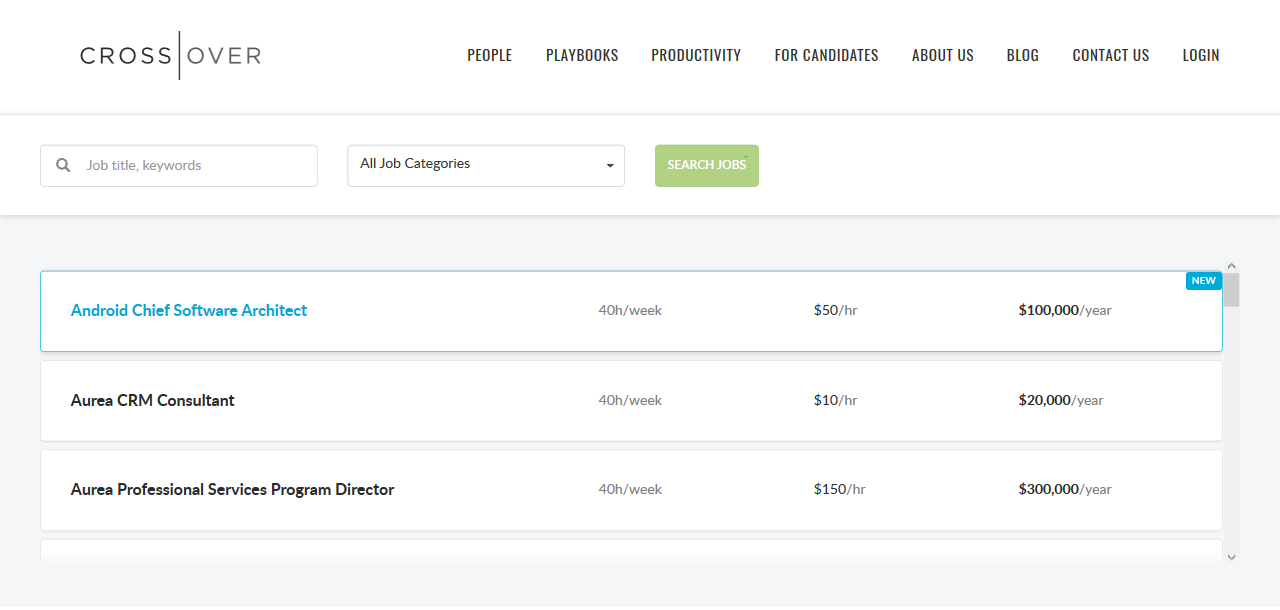 CROSS OVER
PEOPLE PLAYBOOKS PRODUCTIVITY FOR CANDIDATES ABOUT US BLOG CONTACT US LOGIN
Job title, keywords All Job Categories SEARCH JOBS
NEW
Android Chief Software Architect 40h/week $50/hr $100,000/year
Aurea CRM Consultant 40h/week $10/hr $20,000/year
Aurea Professional Services Program Director 40h/week $150/hr $300,000/year